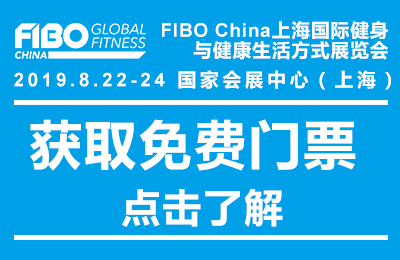 FIBO GLOBAL FITNESS
CHINA
FIBO China上海国际健身
与健康生活方式展览会
2019.8.22-24 国家会展中心（上海）
获取免费门票
点击了解